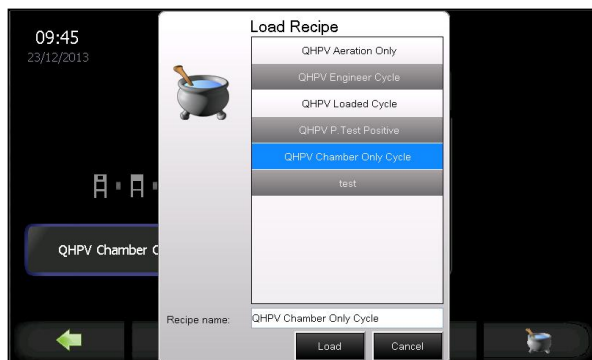 09:45
23/12/2013
Load Recipe
QHPV Aeration Only
QHPV Engineer Cycle
QHPV Loaded Cycle
QHPV P.Test Positive
QHPV Chamber Only Cycle
test
QHPV Chamber C
Recipe name:
QHPV Chamber Only Cycle
Load
Cancel